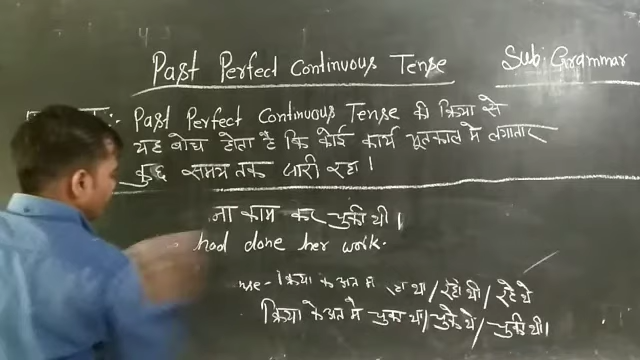 Past Perfect Continuous Tense Sub: Grammar
:- Past Perfect Continuous Tense की क्रिया से
यह बोध होता है कि कोई कार्य भूतकाल मे लगातार
कुछ समय तक जारी रहा।
ना काम कर चुकी थी।
had done her work.
nse - क्रिया के अंत मे रहा था / रही थी / रहे थे
क्रिया के अंत मे चुका था / चुके थे / चुकी थी।